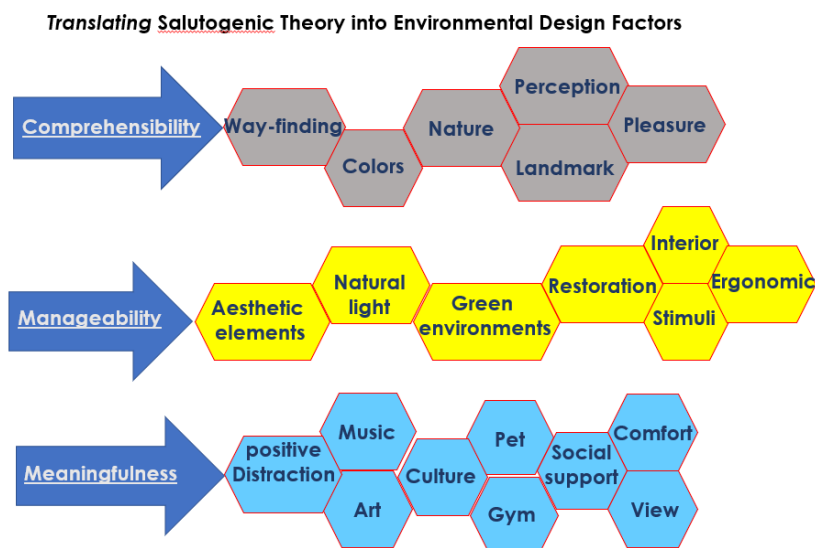 Translating Salutogenic Theory into Environmental Design Factors
Comprehensibility
Way-finding
Colors
Nature
Perception
Landmark
Pleasure
Manageability
Aesthetic
elements
Natural
light
Green
environments
Restoration
Interior
Stimuli
Ergonomic
Meaningfulness
positive
Distraction
Music
Art
Culture
Pet
Gym
Social
support
Comfort
View